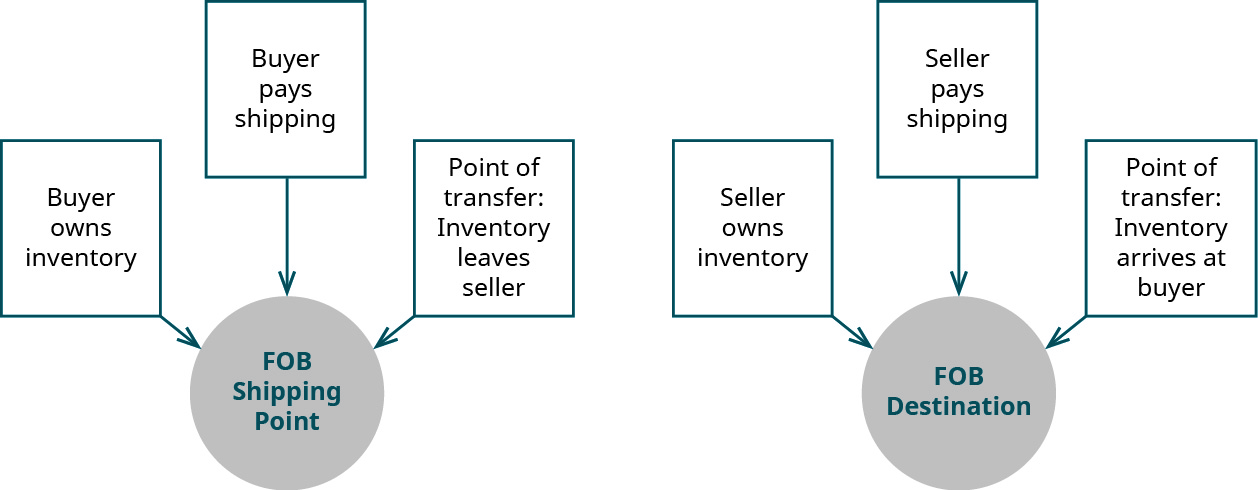 Buyer
pays
shipping
Buyer
owns
inventory
Point of
transfer:
Inventory
leaves
seller
FOB
Shipping
Point
Seller
pays
shipping
Seller
owns
inventory
Point of
transfer:
Inventory
arrives at
buyer
FOB
Destination